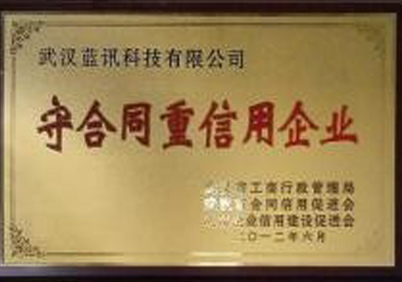 武汉蓝讯科技有限公司
守合同重信用企业
市工商行政管理局
合同信用促进会
企业信用建设促进会
二〇一二年六月